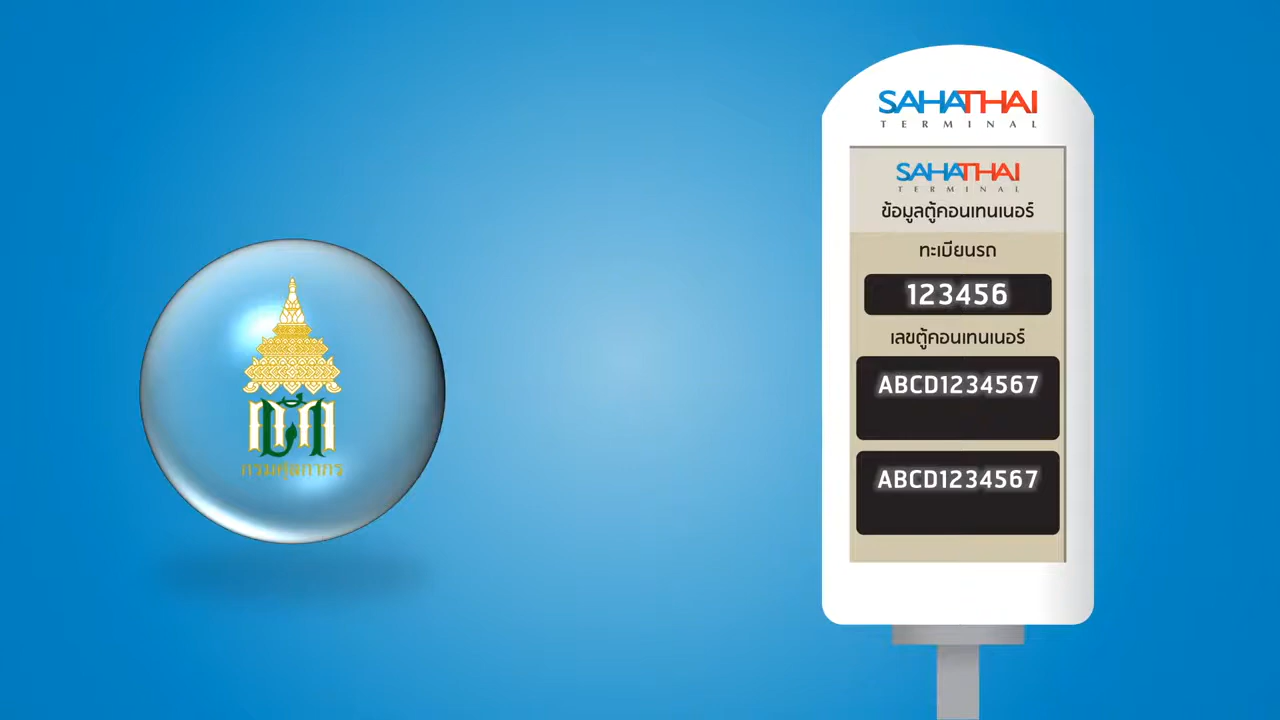 SAHATHAI
TERMINAL
SAHATHAI
TERMINAL
ข้อมูลตู้คอนเทนเนอร์
ทะเบียนรถ
123456
เลขตู้คอนเทนเนอร์
ABCD1234567
ABCD1234567
กรมศุลกากร